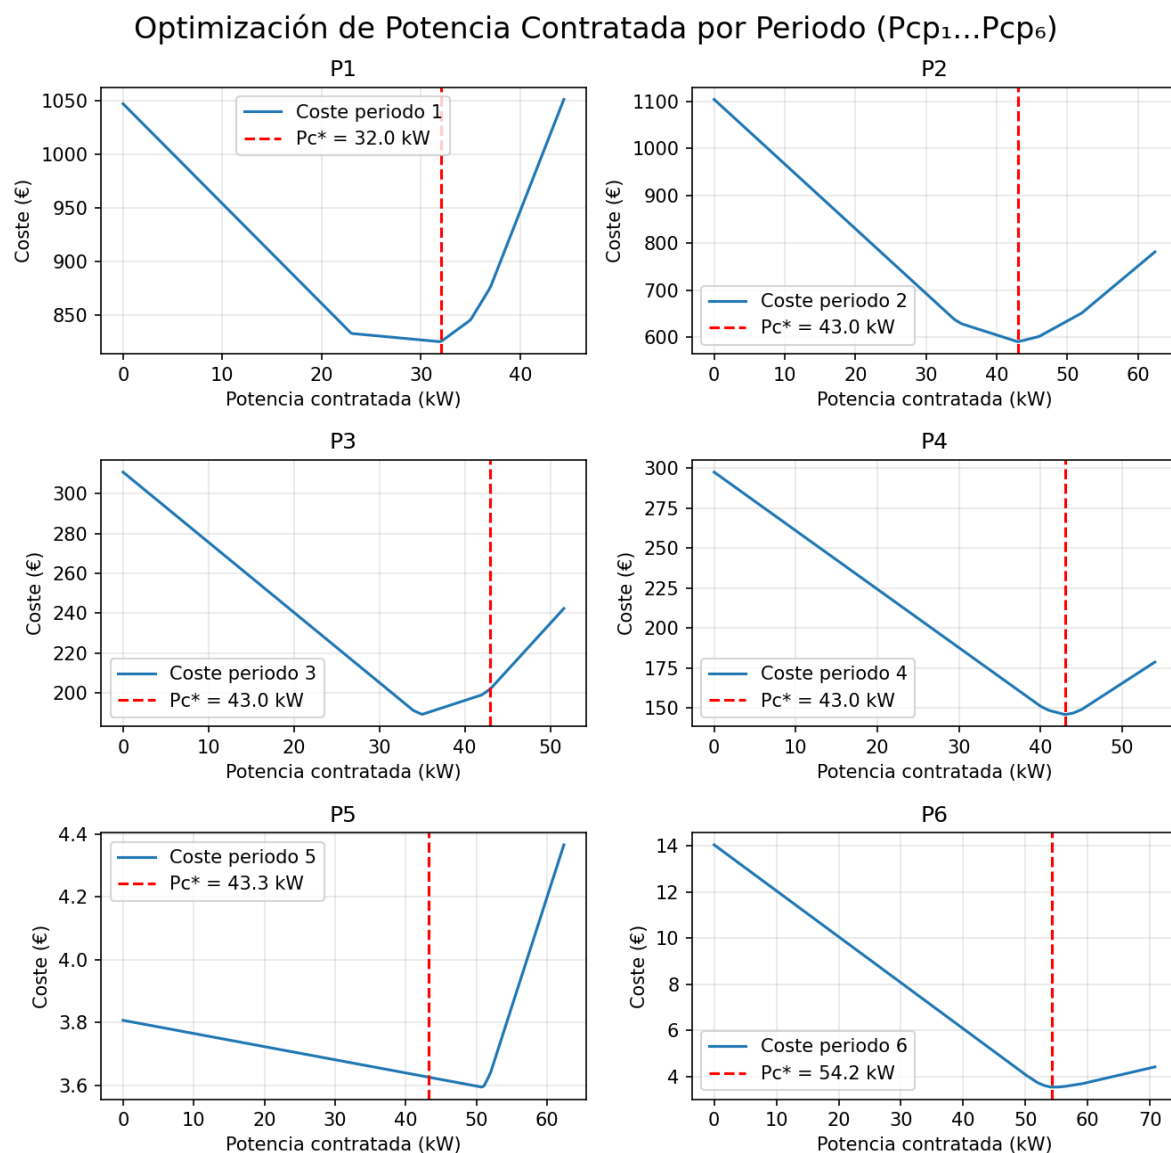 Optimización de Potencia Contratada por Periodo (Pcp₁...Pcp₆)
P1
Coste (€)
1050
1000
950
900
850
Coste periodo 1
Pc* = 32.0 kW
0 10 20 30 40
Potencia contratada (kW)
P2
Coste (€)
1100
1000
900
800
700
600
Coste periodo 2
Pc* = 43.0 kW
0 10 20 30 40 50 60
Potencia contratada (kW)
P3
Coste (€)
300
280
260
240
220
200
Coste periodo 3
Pc* = 43.0 kW
0 10 20 30 40 50
Potencia contratada (kW)
P4
Coste (€)
300
275
250
225
200
175
150
Coste periodo 4
Pc* = 43.0 kW
0 10 20 30 40 50
Potencia contratada (kW)
P5
Coste (€)
4.4
4.2
4.0
3.8
3.6
Coste periodo 5
Pc* = 43.3 kW
0 10 20 30 40 50 60
Potencia contratada (kW)
P6
Coste (€)
14
12
10
8
6
4
Coste periodo 6
Pc* = 54.2 kW
0 10 20 30 40 50 60 70
Potencia contratada (kW)